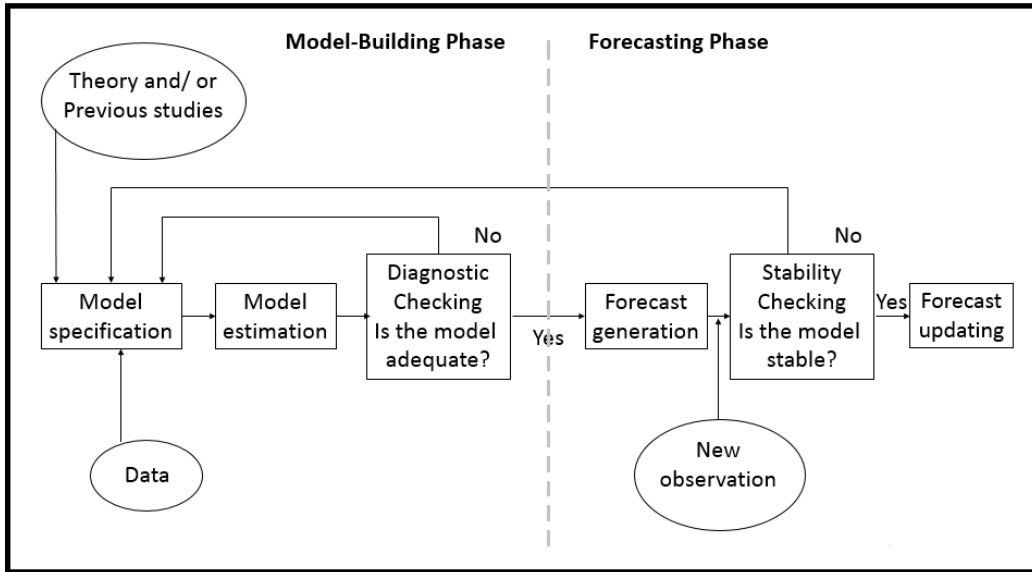 Model-Building Phase
Forecasting Phase
Theory and/ or
Previous studies
No
No
Model
specification
Model
estimation
Diagnostic
Checking
Is the model
adequate?
Yes
Forecast
generation
Stability
Checking
Is the model
stable?
Yes
Forecast
updating
Data
New
observation